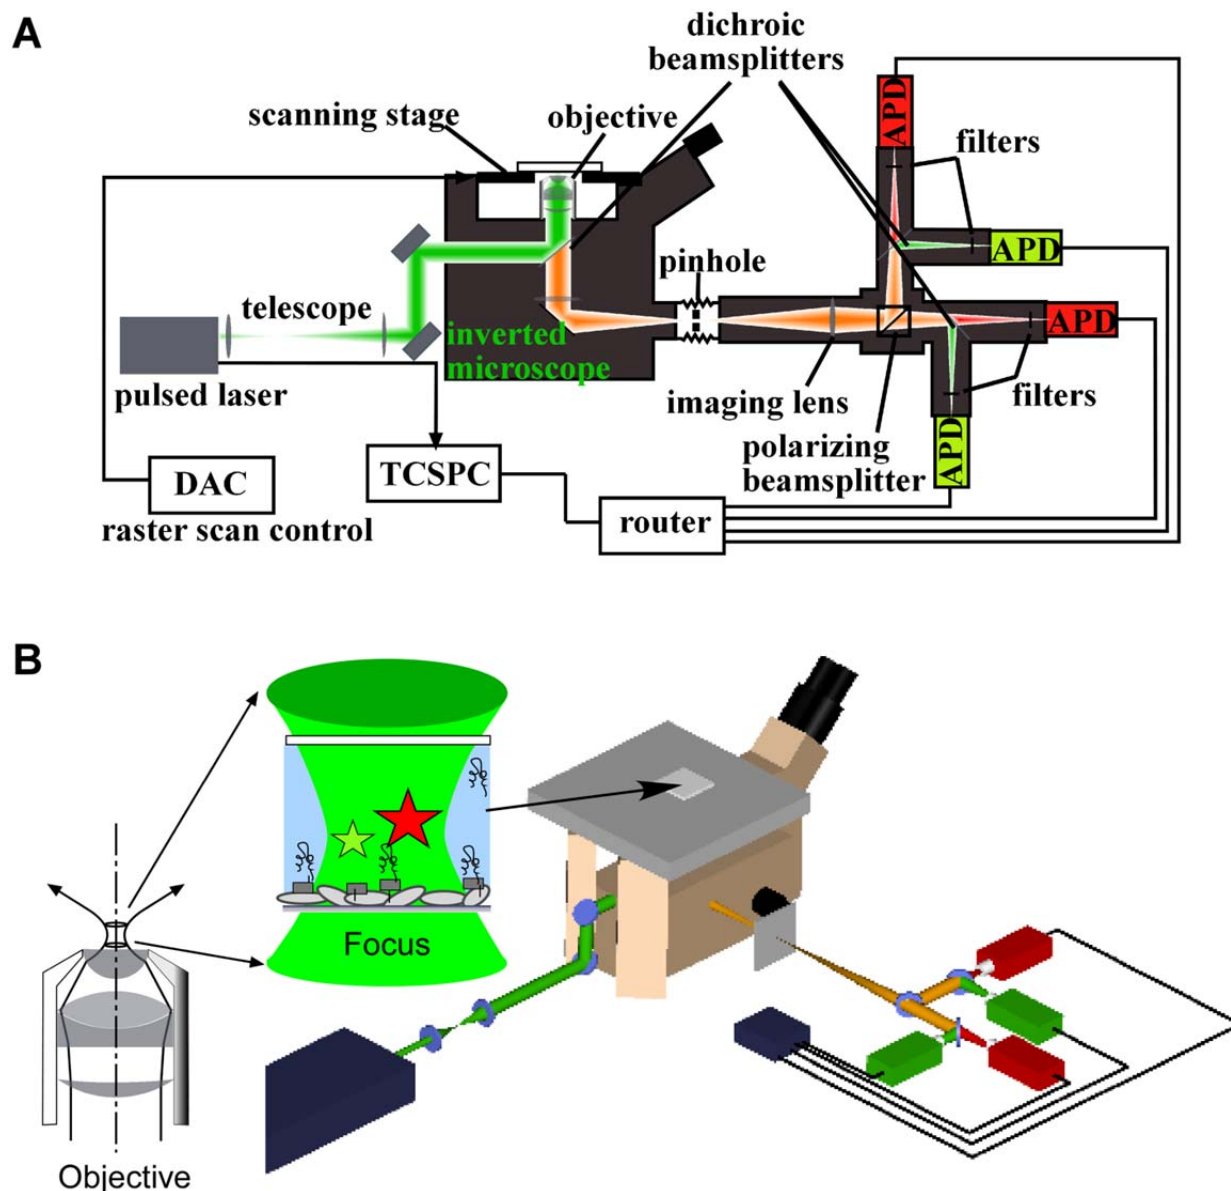 A
dichroic
beamsplitters
scanning stage
objective
APD
filters
APD
pinhole
telescope
inverted
microscope
APD
pulsed laser
imaging lens
filters
APD
polarizing
beamsplitter
TCSPC
DAC
router
raster scan control
B
Focus
Objective